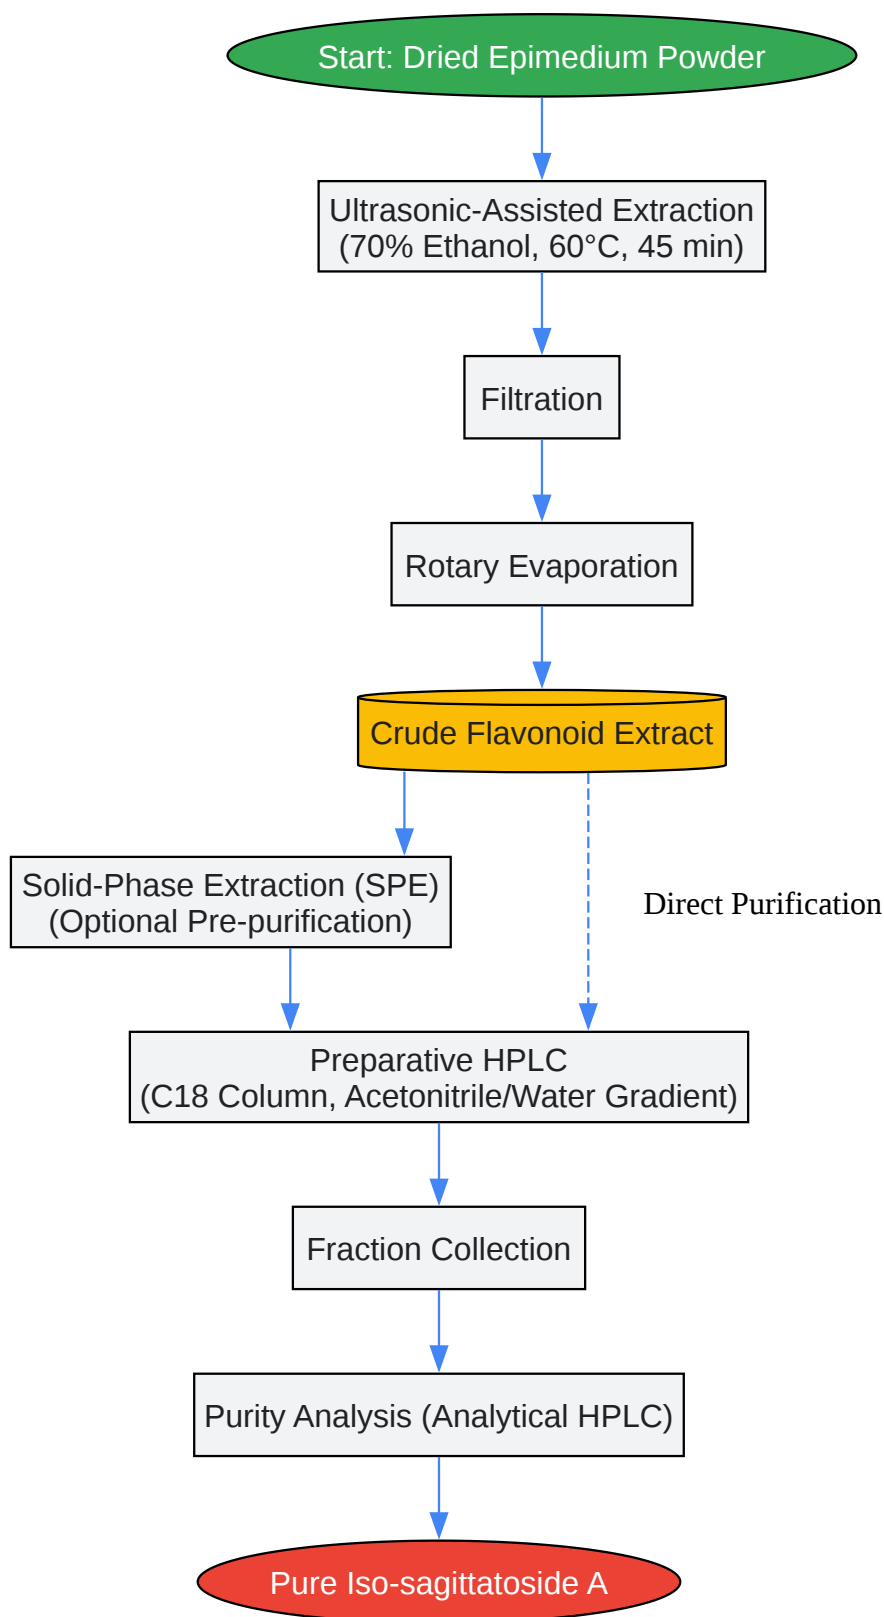 Start: Dried Epimedium Powder
Ultrasonic-Assisted Extraction
(70% Ethanol, 60°C, 45 min)
Filtration
Rotary Evaporation
Crude Flavonoid Extract
Solid-Phase Extraction (SPE)
(Optional Pre-purification)
Direct Purification
Preparative HPLC
(C18 Column, Acetonitrile/Water Gradient)
Fraction Collection
Purity Analysis (Analytical HPLC)
Pure Iso-sagittatoside A